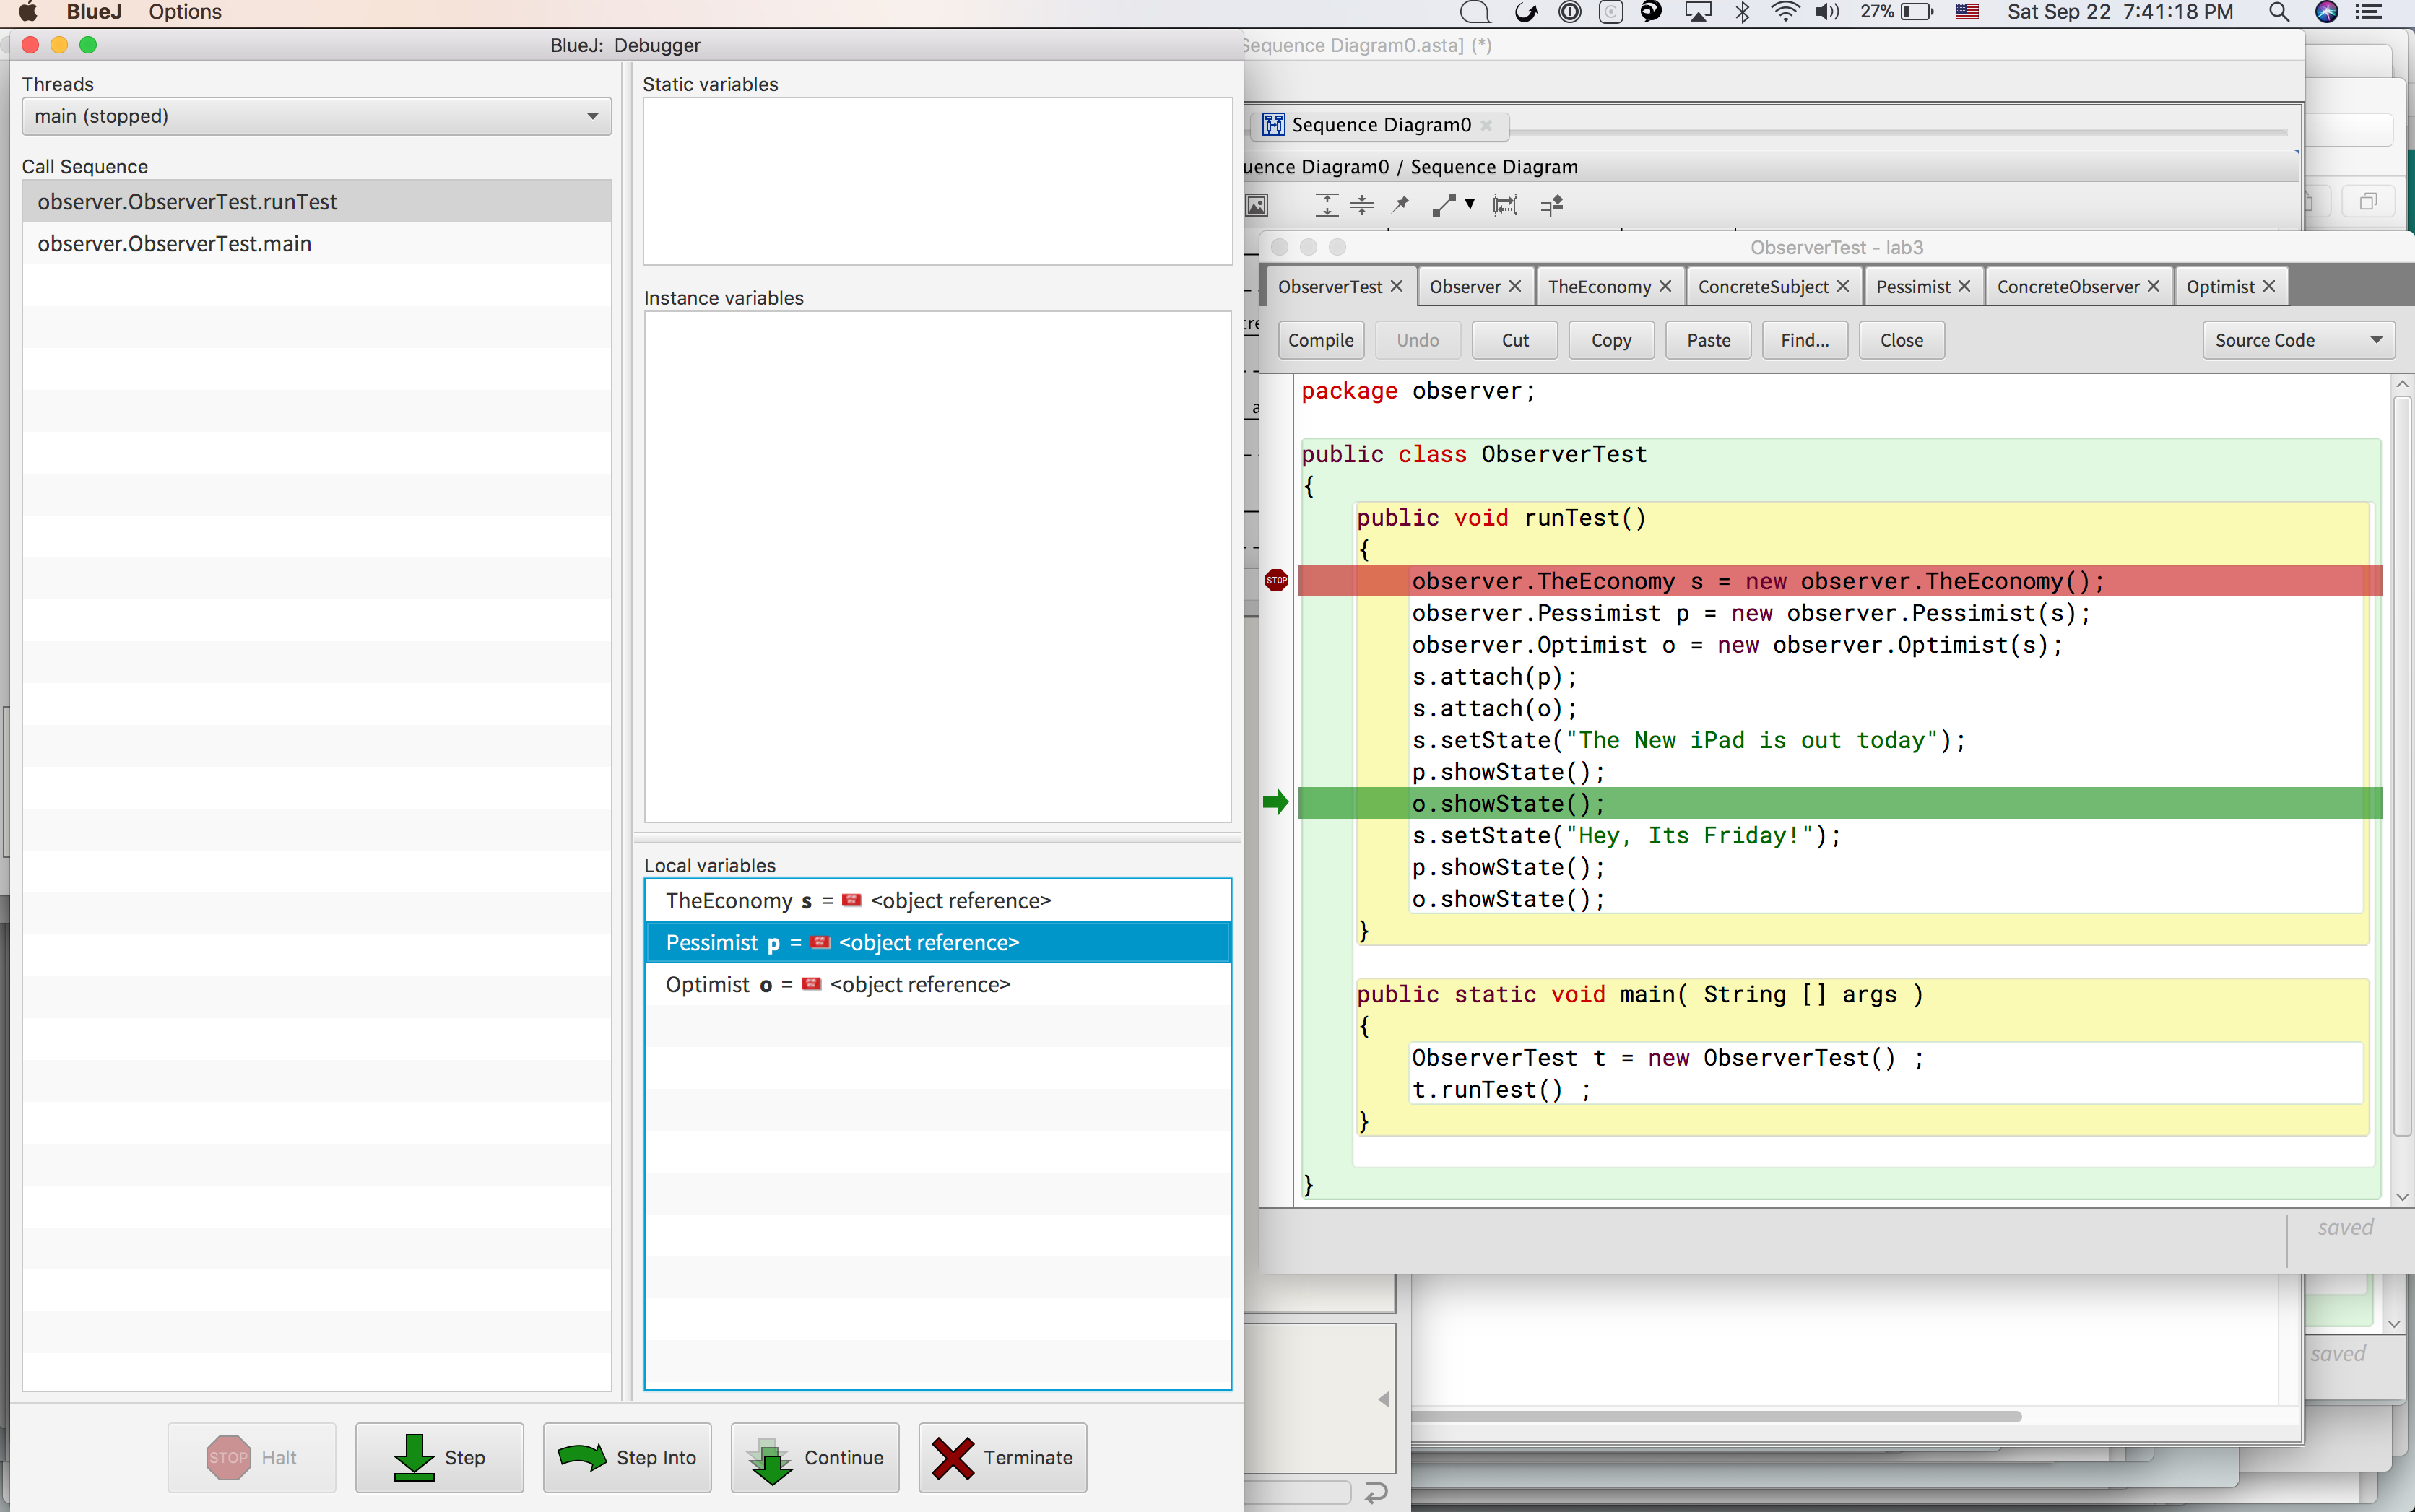 BlueJ Options
27% Sat Sep 22 7:41:18 PM
BlueJ: Debugger
Threads
main (stopped)
Call Sequence
observer.ObserverTest.runTest
observer.ObserverTest.main
Static variables
Instance variables
Local variables
TheEconomy s = <object reference>
Pessimist p = <object reference>
Optimist o = <object reference>
STOP Halt
Step
Step Into
Continue
Terminate
Sequence Diagram0.asta] (*)
Sequence Diagram0
uence Diagram0 / Sequence Diagram
ObserverTest - lab3
ObserverTest Observer TheEconomy ConcreteSubject Pessimist ConcreteObserver Optimist
Compile Undo Cut Copy Paste Find... Close Source Code
package observer;
public class ObserverTest
{
public void runTest()
{
STOP observer.TheEconomy s = new observer.TheEconomy();
observer.Pessimist p = new observer.Pessimist(s);
observer.Optimist o = new observer.Optimist(s);
s.attach(p);
s.attach(o);
s.setState("The New iPad is out today");
p.showState();
o.showState();
s.setState("Hey, Its Friday!");
p.showState();
o.showState();
}
public static void main( String [] args )
{
ObserverTest t = new ObserverTest() ;
t.runTest() ;
}
}
saved
saved